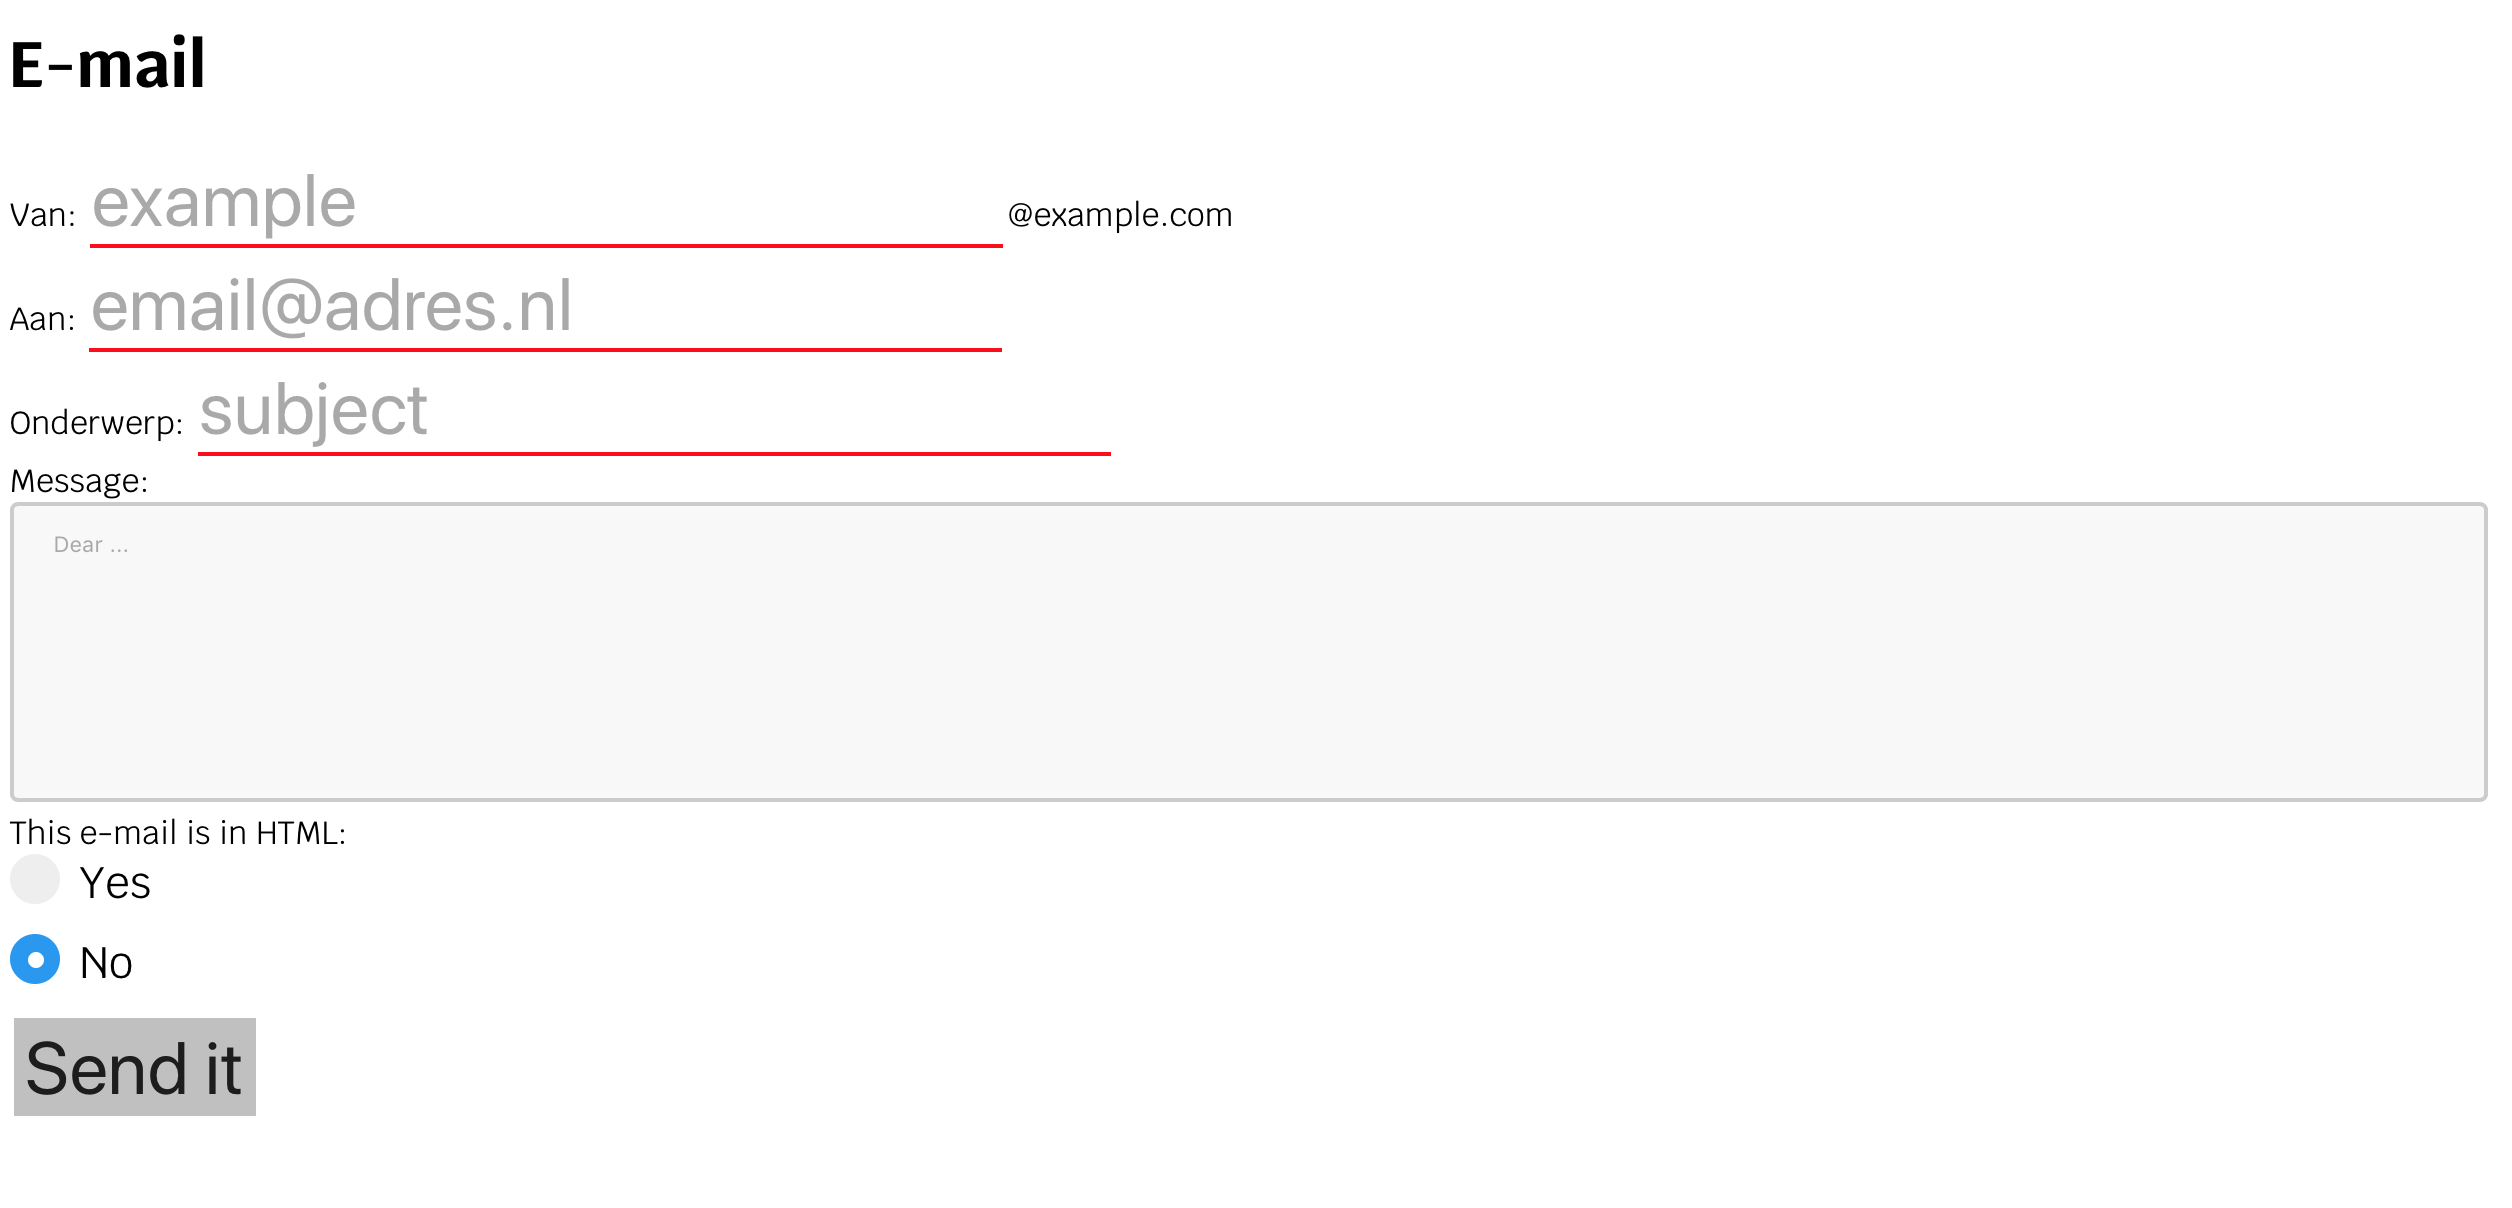 E-mail
Van: example @example.com
Aan: email@adres.nl
Onderwerp: subject
Message:
Dear ...
This e-mail is in HTML:
Yes
No
Send it